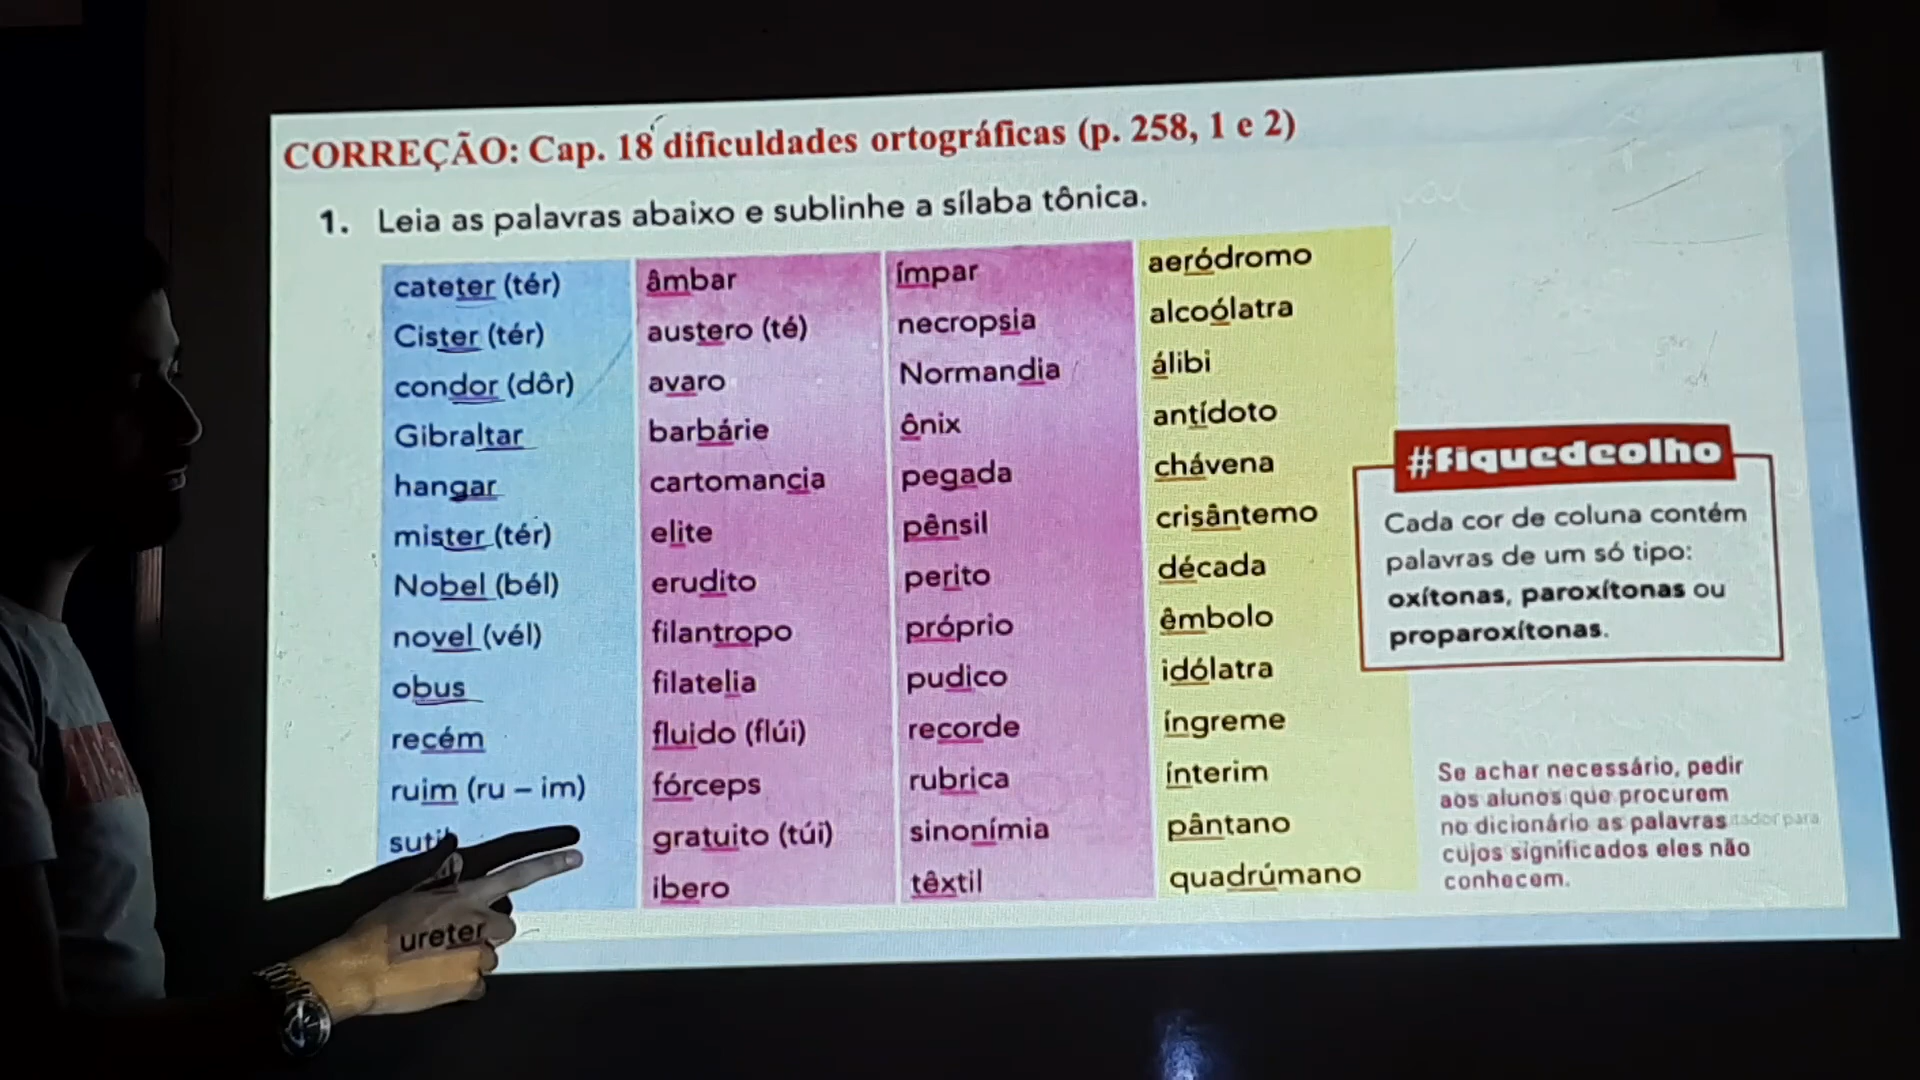 CORREÇÃO: Cap. 18 dificuldades ortográficas (p. 258, 1 e 2)
1. Leia as palavras abaixo e sublinhe a sílaba tônica.
cateter (tér)
Cister (tér)
condor (dôr)
Gibraltar
hangar
mister (tér)
Nobel (bél)
novel (vél)
obus
recém
ruim (ru – im)
ureter
âmbar
austero (té)
avaro
barbárie
cartomancia
elite
erudito
filantropo
filatelia
fluido (flúi)
fórceps
gratuito (túi)
ibero
ímpar
necropsia
Normandia
ônix
pegada
pênsil
perito
próprio
pudico
recorde
rubrica
sinonímia
têxtil
aeródromo
alcoólatra
álibi
antídoto
chávena
crisântemo
década
êmbolo
idólatra
íngreme
ínterim
pântano
quadrúmano
#fiquedeolho
Cada cor de coluna contém
palavras de um só tipo:
oxítonas, paroxítonas ou
proparoxítonas.
Se achar necessário, pedir
aos alunos que procurem
no dicionário as palavras
cujos significados eles não
conhecem.